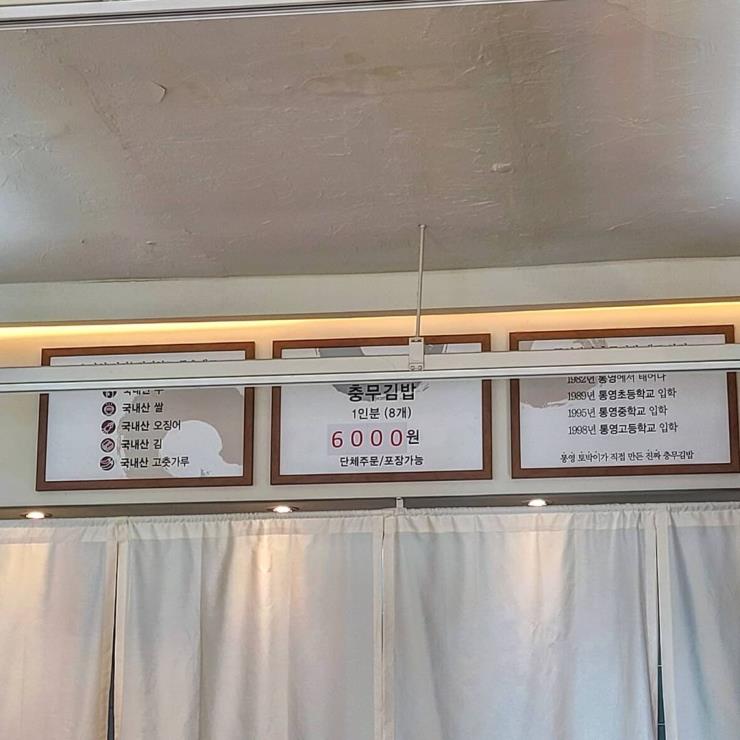 국내산 무
국내산 쌀
국내산 오징어
국내산 김
국내산 고춧가루
충무김밥
1인분 (8개)
6000원
단체주문/포장가능
1982년 통영에서 태어나
1989년 통영초등학교 입학
1995년 통영중학교 입학
1998년 통영고등학교 입학
통영 토박이가 직접 만든 진짜 충무김밥